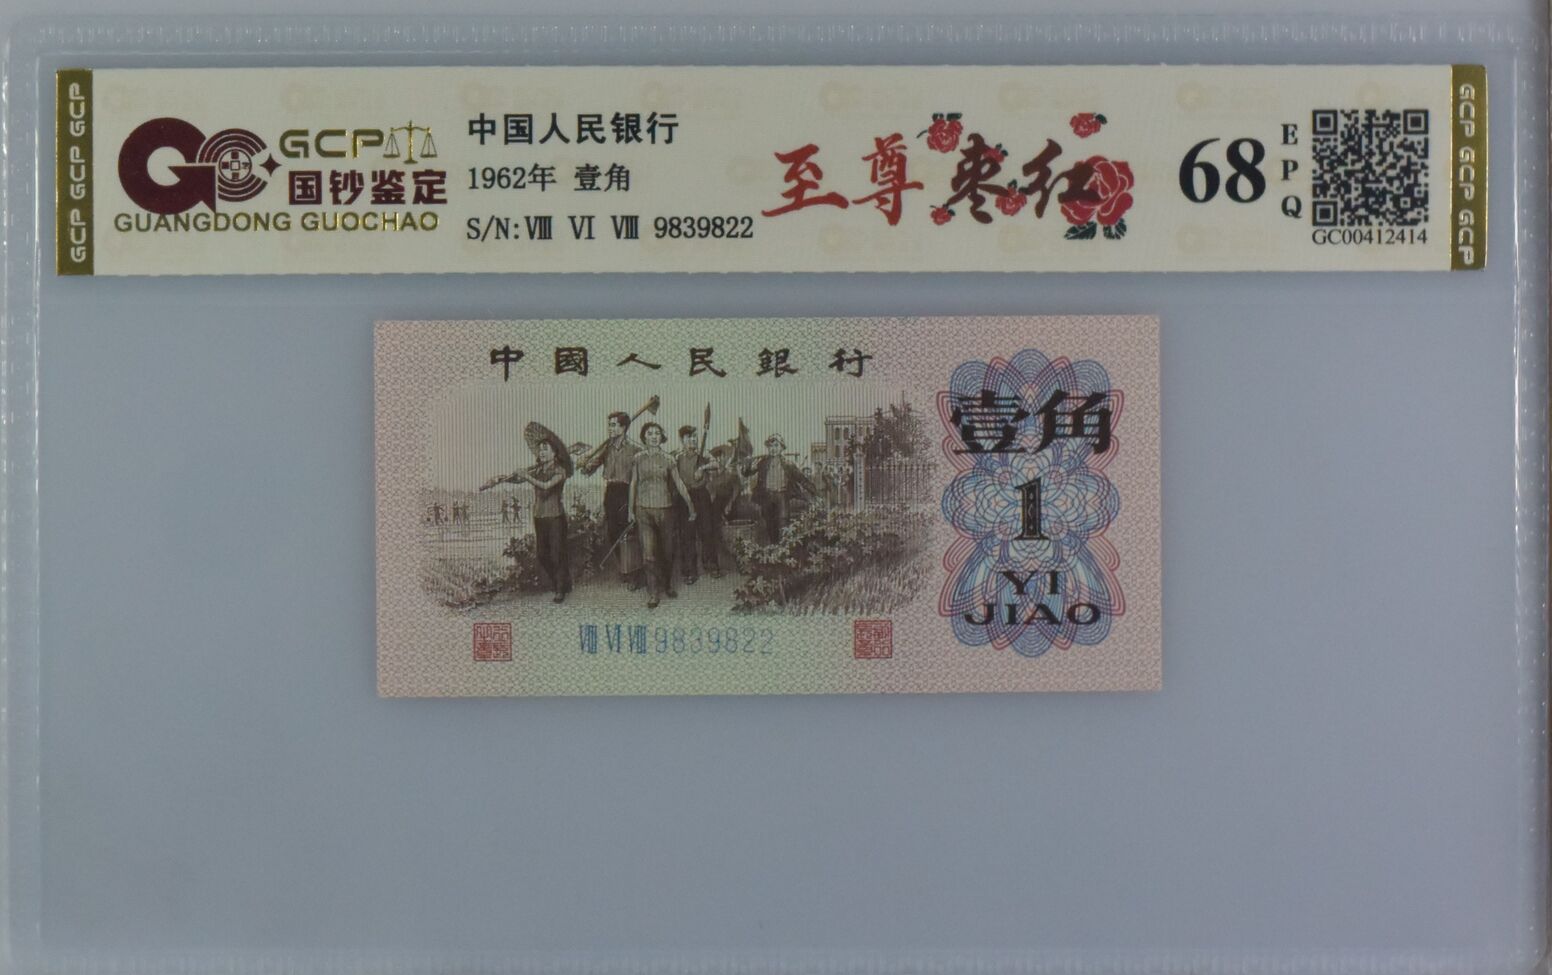 GCP GCP GCP
GCP
国钞鉴定
GUANGDONG GUOCHAO
中国人民银行
1962年 壹角
S/N:Ⅷ Ⅵ Ⅷ 9839822
至尊枣红
68
EPQ
GC00412414
GCP GCP GCP
中國人民銀行
壹角
1
YI
JIAO
Ⅷ Ⅵ Ⅷ 9839822